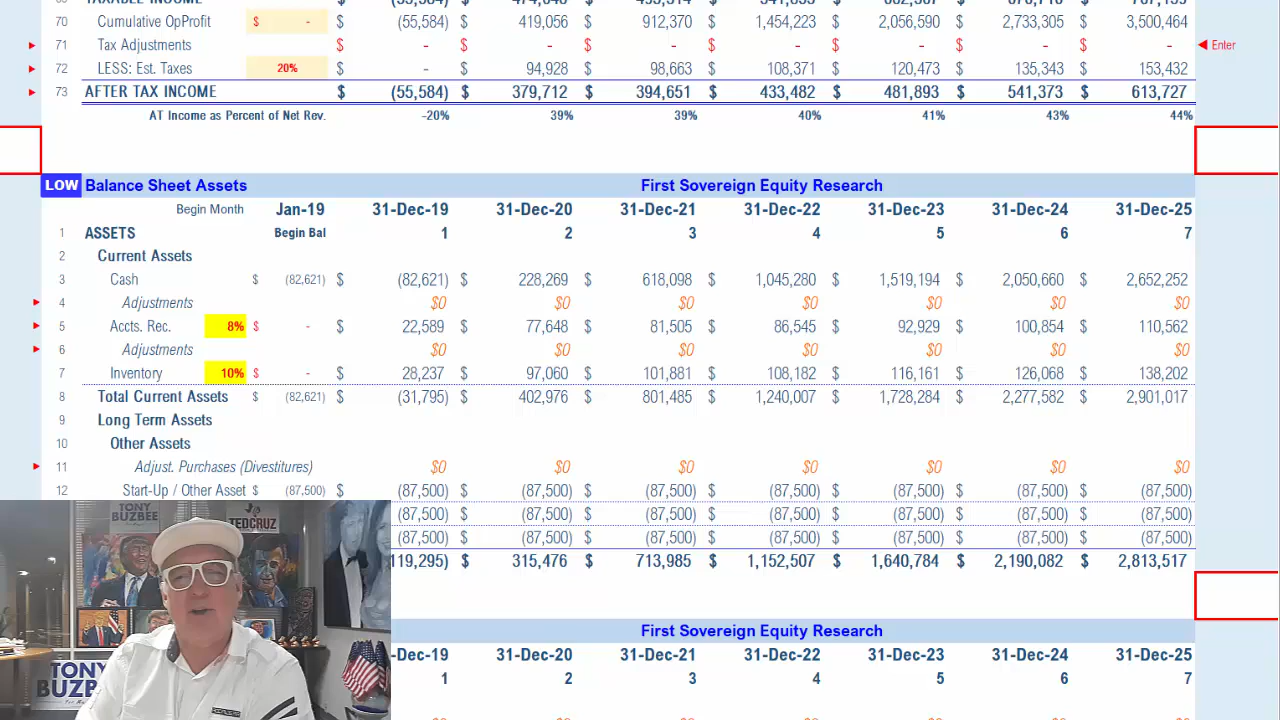 70 Cumulative OpProfit $ - (55,584) $ 419,056 $ 912,370 $ 1,454,223 $ 2,056,590 $ 2,733,305 $ 3,500,464
71 Tax Adjustments $ - $ - $ - $ - $ - $ - $ - Enter
72 LESS: Est. Taxes 20% $ - $ 94,928 $ 98,663 $ 108,371 $ 120,473 $ 135,343 $ 153,432
73 AFTER TAX INCOME $ (55,584) $ 379,712 $ 394,651 $ 433,482 $ 481,893 $ 541,373 $ 613,727
AT Income as Percent of Net Rev. -20% 39% 39% 40% 41% 43% 44%
LOW Balance Sheet Assets First Sovereign Equity Research
Begin Month Jan-19 31-Dec-19 31-Dec-20 31-Dec-21 31-Dec-22 31-Dec-23 31-Dec-24 31-Dec-25
1 ASSETS Begin Bal 1 2 3 4 5 6 7
2 Current Assets
3 Cash $ (82,621) $ (82,621) $ 228,269 $ 618,098 $ 1,045,280 $ 1,519,194 $ 2,050,660 $ 2,652,252
4 Adjustments $0 $0 $0 $0 $0 $0 $0
5 Accts. Rec. 8% $ - $ 22,589 $ 77,648 $ 81,505 $ 86,545 $ 92,929 $ 100,854 $ 110,562
6 Adjustments $0 $0 $0 $0 $0 $0 $0
7 Inventory 10% $ - $ 28,237 $ 97,060 $ 101,881 $ 108,182 $ 116,161 $ 126,068 $ 138,202
8 Total Current Assets $ (82,621) $ (31,795) $ 402,976 $ 801,485 $ 1,240,007 $ 1,728,284 $ 2,277,582 $ 2,901,017
9 Long Term Assets
10 Other Assets
11 Adjust. Purchases (Divestitures) $0 $0 $0 $0 $0 $0 $0
12 Start-Up / Other Asset $ (87,500) $ (87,500) $ (87,500) $ (87,500) $ (87,500) $ (87,500) $ (87,500) $ (87,500)
(87,500) $ (87,500) $ (87,500) $ (87,500) $ (87,500) $ (87,500) $ (87,500)
(87,500) $ (87,500) $ (87,500) $ (87,500) $ (87,500) $ (87,500) $ (87,500)
119,295) $ 315,476 $ 713,985 $ 1,152,507 $ 1,640,784 $ 2,190,082 $ 2,813,517
First Sovereign Equity Research
-Dec-19 31-Dec-20 31-Dec-21 31-Dec-22 31-Dec-23 31-Dec-24 31-Dec-25
1 2 3 4 5 6 7
TONY
BUZBEE
TED CRUZ
TONY
BUZBEE